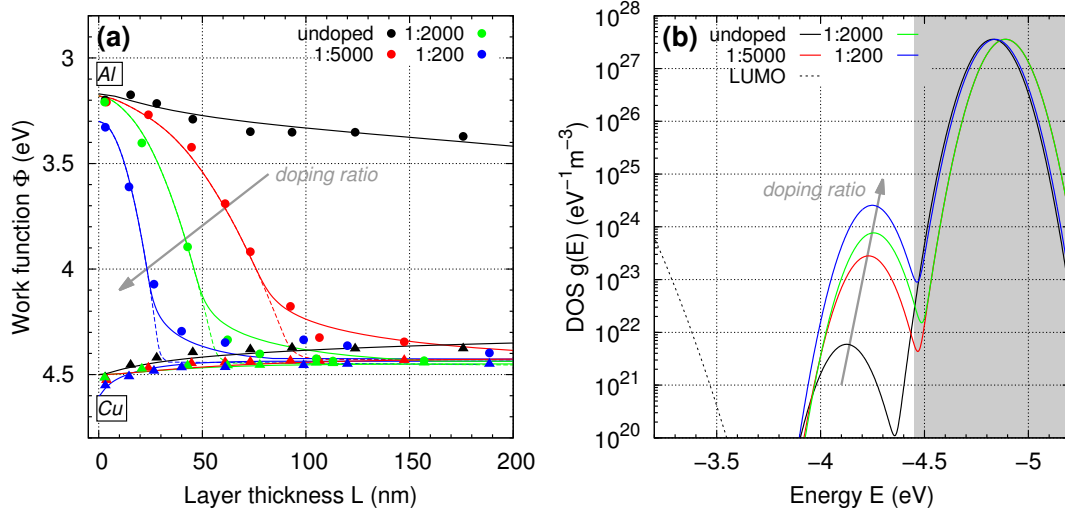 (a)
undoped
1:2000
1:5000
1:200
Al
doping ratio
Cu
3
3.5
4
4.5
Work function Φ (eV)
0
50
100
150
200
Layer thickness L (nm)
(b)
undoped
1:2000
1:5000
1:200
LUMO
doping ratio
10^28
10^27
10^26
10^25
10^24
10^23
10^22
10^21
10^20
DOS g(E) (eV⁻¹m⁻³)
−3.5
−4
−4.5
−5
Energy E (eV)